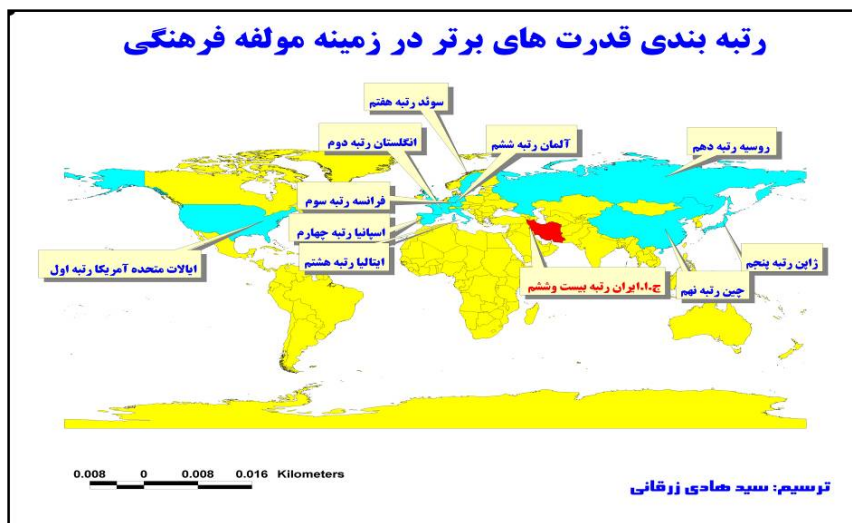 رتبه بندی قدرت های برتر در زمینه مولفه فرهنگی
سوئد رتبه هفتم
انگلستان رتبه دوم
آلمان رتبه ششم
روسیه رتبه دهم
فرانسه رتبه سوم
اسپانیا رتبه چهارم
ایتالیا رتبه هشتم
ایالات متحده آمریکا رتبه اول
ژاپن رتبه پنجم
چین رتبه نهم
ج.ا.ایران رتبه بیست وششم
0.008 0 0.008 0.016 Kilometers
ترسیم: سید هادی زرقانی